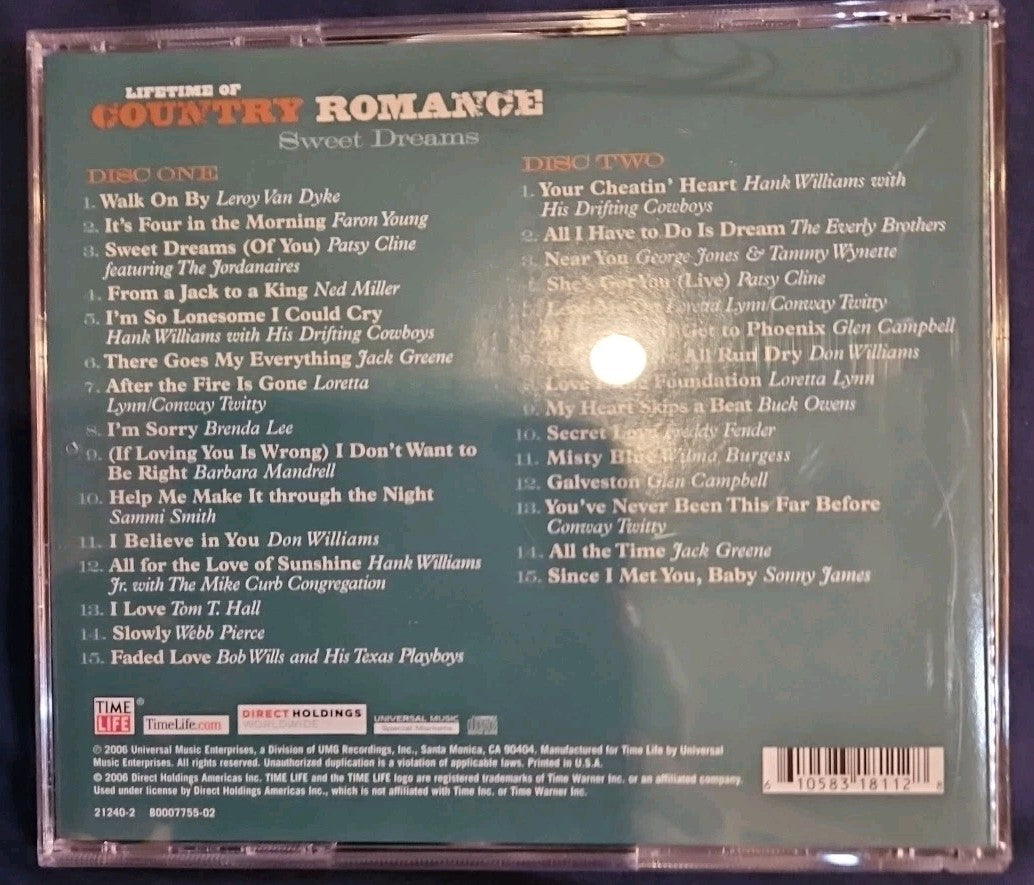 LIFETIME OF
COUNTRY ROMANCE
Sweet Dreams
DISC ONE
1. Walk On By Leroy Van Dyke
2. It's Four in the Morning Faron Young
3. Sweet Dreams (Of You) Patsy Cline
featuring The Jordanaires
4. From a Jack to a King Ned Miller
5. I'm So Lonesome I Could Cry
Hank Williams with His Drifting Cowboys
6. There Goes My Everything Jack Greene
7. After the Fire Is Gone Loretta
Lynn/Conway Twitty
8. I'm Sorry Brenda Lee
9. (If Loving You Is Wrong) I Don't Want to
Be Right Barbara Mandrell
10. Help Me Make It through the Night
Sammi Smith
11. I Believe in You Don Williams
12. All for the Love of Sunshine Hank Williams
Jr. with The Mike Curb Congregation
13. I Love Tom T. Hall
14. Slowly Webb Pierce
15. Faded Love Bob Wills and His Texas Playboys
DISC TWO
1. Your Cheatin' Heart Hank Williams with
His Drifting Cowboys
2. All I Have to Do Is Dream The Everly Brothers
3. Near You George Jones & Tammy Wynette
She's Got You (Live) Patsy Cline
Loretta Lynn/Conway Twitty
Get to Phoenix Glen Campbell
All Run Dry Don Williams
Love Foundation Loretta Lynn
9. My Heart Skips a Beat Buck Owens
10. Secret Love Freddy Fender
11. Misty Blue Wilma Burgess
12. Galveston Glen Campbell
13. You've Never Been This Far Before
Conway Twitty
14. All the Time Jack Greene
15. Since I Met You, Baby Sonny James
TIME LIFE ®
TimeLife.com
DIRECT HOLDINGS
WORLDWIDE
UNIVERSAL MUSIC
Special Markets
℗ 2006 Universal Music Enterprises, a Division of UMG Recordings, Inc., Santa Monica, CA 90404. Manufactured for Time Life by Universal
Music Enterprises. All rights reserved. Unauthorized duplication is a violation of applicable laws. Printed in U.S.A.
© 2006 Direct Holdings Americas Inc. TIME LIFE and the TIME LIFE logo are registered trademarks of Time Warner Inc. or an affiliated company.
Used under license by Direct Holdings Americas Inc., which is not affiliated with Time Inc. or Time Warner Inc.
21240-2 80007755-02
6 10583 18112 8